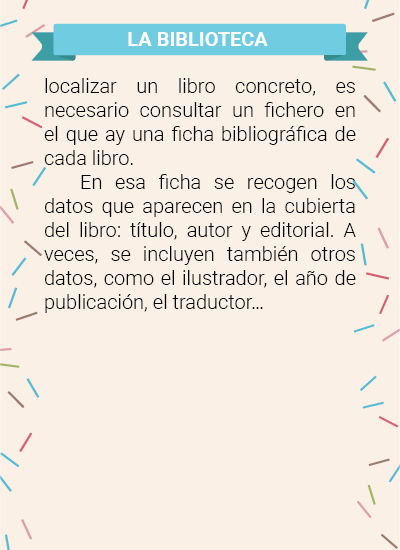 LA BIBLIOTECA
localizar un libro concreto, es
necesario consultar un fichero en
el que ay una ficha bibliográfica de
cada libro.
En esa ficha se recogen los
datos que aparecen en la cubierta
del libro: título, autor y editorial. A
veces, se incluyen también otros
datos, como el ilustrador, el año de
publicación, el traductor...